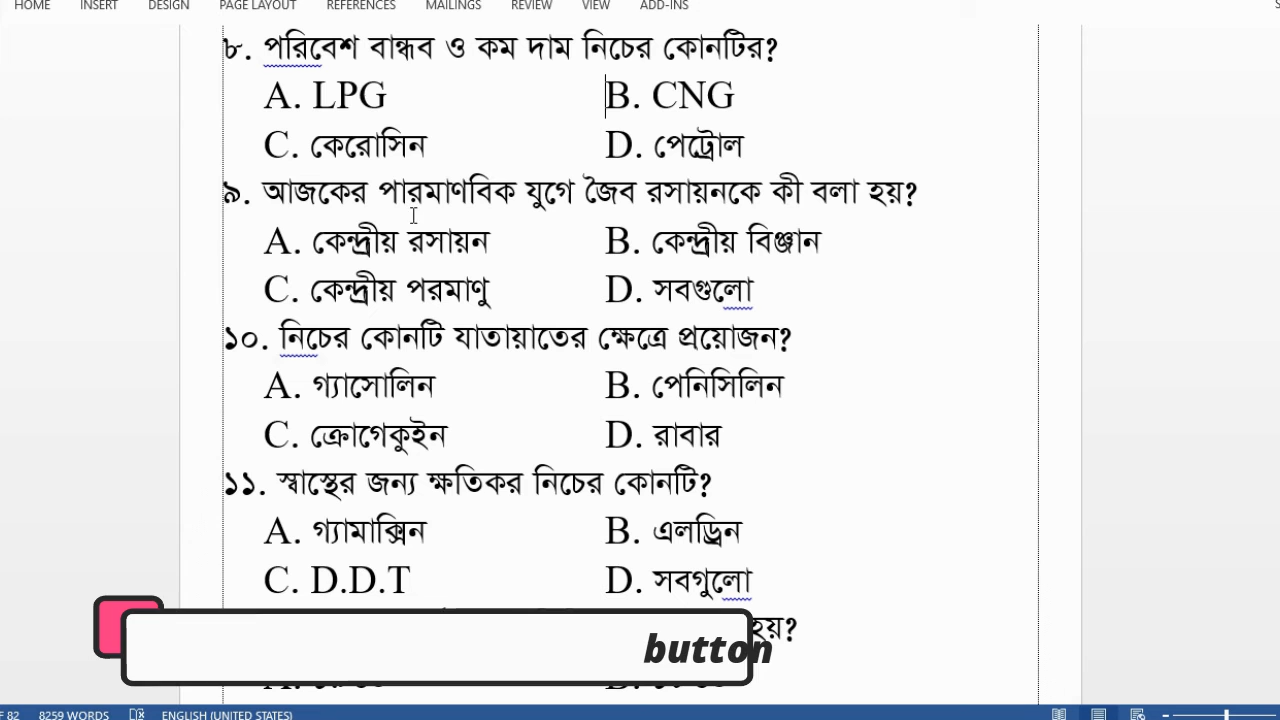 HOME INSERT DESIGN PAGE LAYOUT REFERENCES MAILINGS REVIEW VIEW ADD-INS
৮. পরিবেশ বান্ধব ও কম দাম নিচের কোনটির?
A. LPG B. CNG
C. কেরোসিন D. পেট্রোল
৯. আজকের পারমাণবিক যুগে জৈব রসায়নকে কী বলা হয়?
A. কেন্দ্রীয় রসায়ন B. কেন্দ্রীয় বিজ্ঞান
C. কেন্দ্রীয় পরমাণু D. সবগুলো
১০. নিচের কোনটি যাতায়াতের ক্ষেত্রে প্রয়োজন?
A. গ্যাসোলিন B. পেনিসিলিন
C. ক্রোগেকুইন D. রাবার
১১. স্বাস্থের জন্য ক্ষতিকর নিচের কোনটি?
A. গ্যামাক্সিন B. এলড্রিন
C. D.D.T D. সবগুলো
হয়?
button
82 8259 WORDS ENGLISH (UNITED STATES)